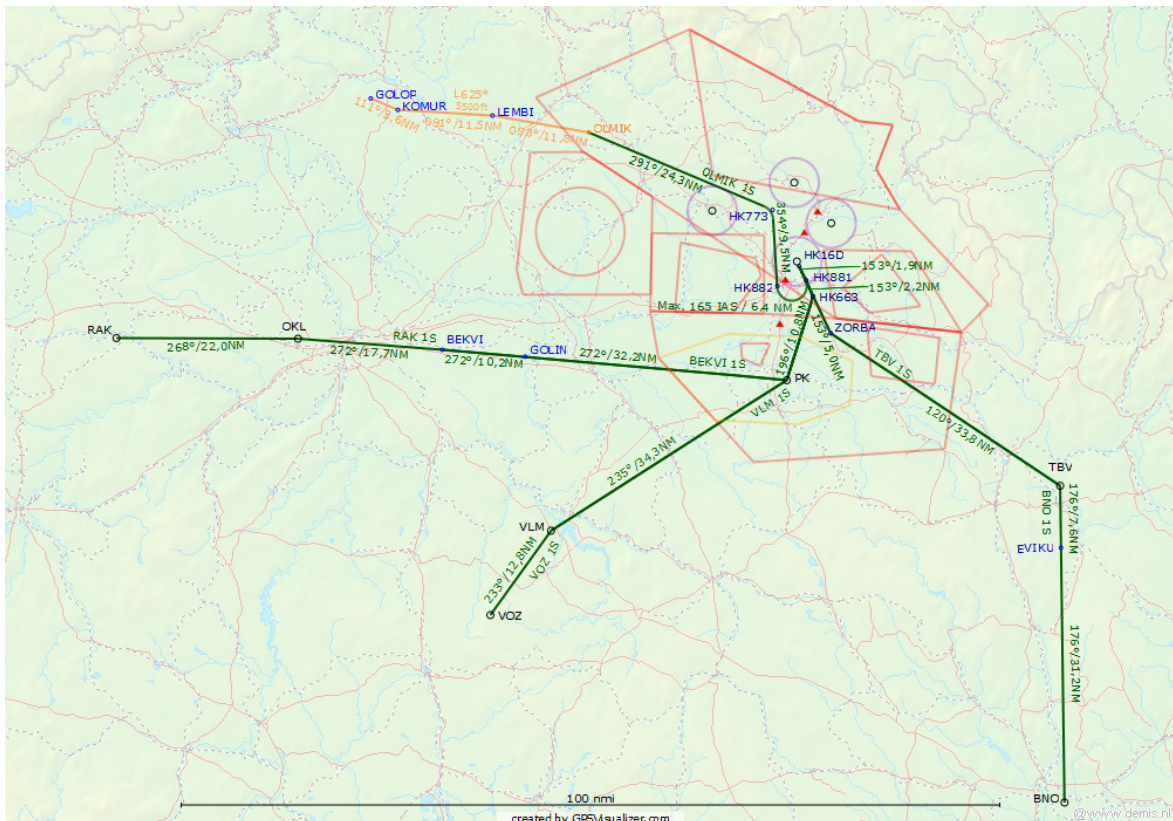 GOLOP
KOMUR
L625"
5500ft
LEMBI
OLMIK
111°/3,6NM
091°/11,5NM
098°/11,8NM
291°/24,3NM
OLMIK 1S
HK773
354°/9,5NM
HK16D
153°/1,9NM
HK881
HK882
153°/2,2NM
HK663
Max. 165 IAS / 6.4 NM
RAK
OKL
RAK 1S
BEKVI
GOLIN
ZORBA
268°/22,0NM
272°/17,7NM
272°/10,2NM
272°/32,2NM
BEKVI 1S
196°/10,8NM
153°/5,0NM
TBV 1S
PK
VLM 1S
120°/33,8NM
235°/34,3NM
TBV
176°/7,6NM
BNO 1S
VLM
EVIKU
233°/12,8NM
VOZ 1S
VOZ
176°/31,2NM
100 nmi
BNO
created by GPSVisualizer.com
@www.demis.nl